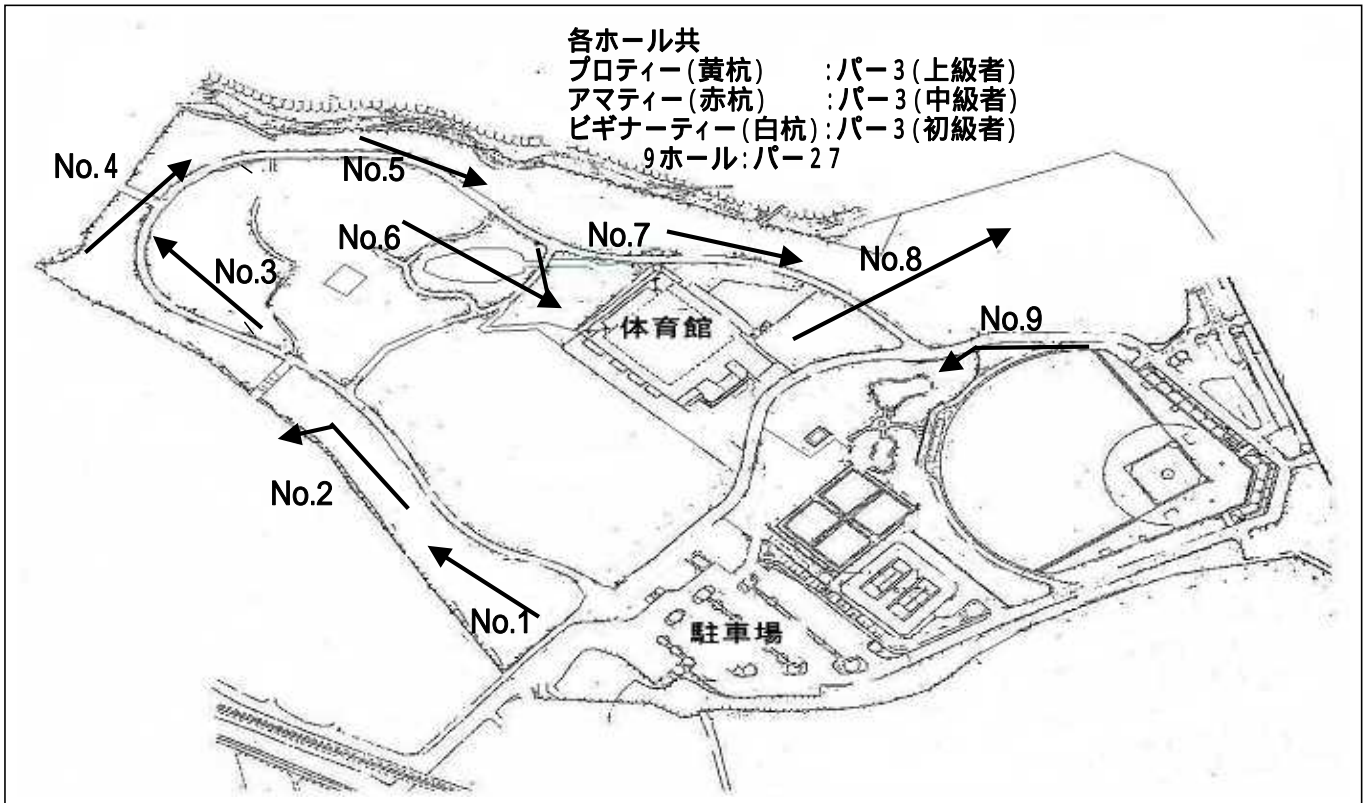 各ホール共
プロティー(黄杭) :パー3(上級者)
アマティー(赤杭) :パー3(中級者)
ビギナーティー(白杭):パー3(初級者)
9ホール:パー27
No.4
No.5
No.6
No.7
No.3
No.8
No.9
体育館
No.2
No.1
駐車場